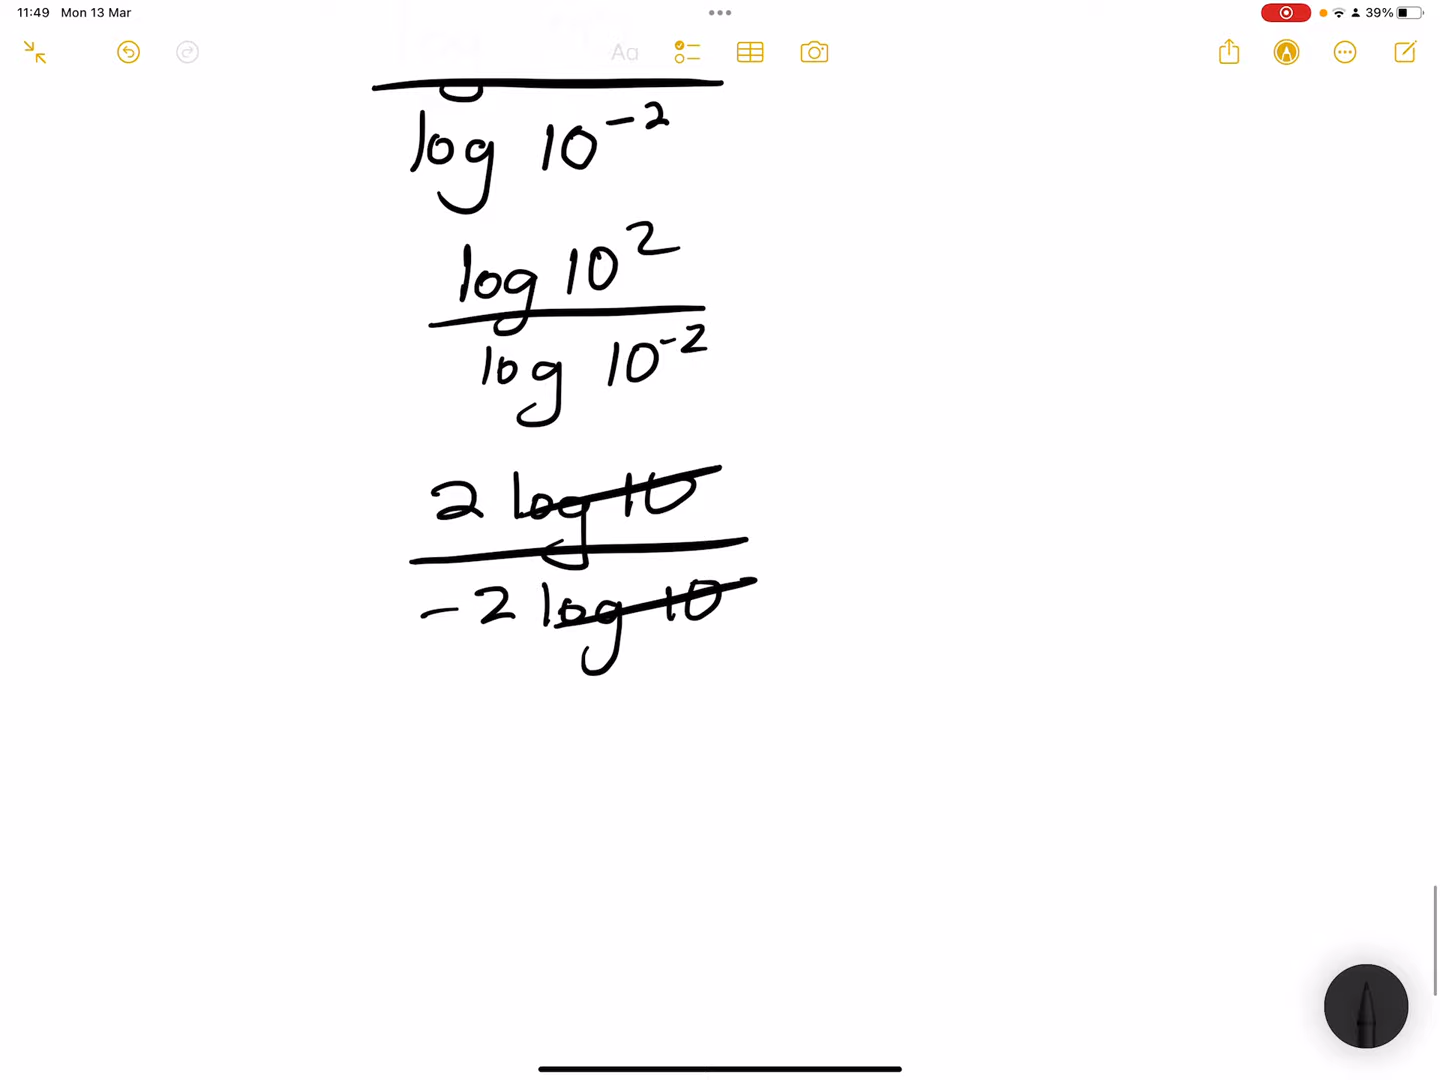 11:49 Mon 13 Mar
39%
Aa
log 10⁻²
log 10²
log 10⁻²
2 log 10
-2 log 10